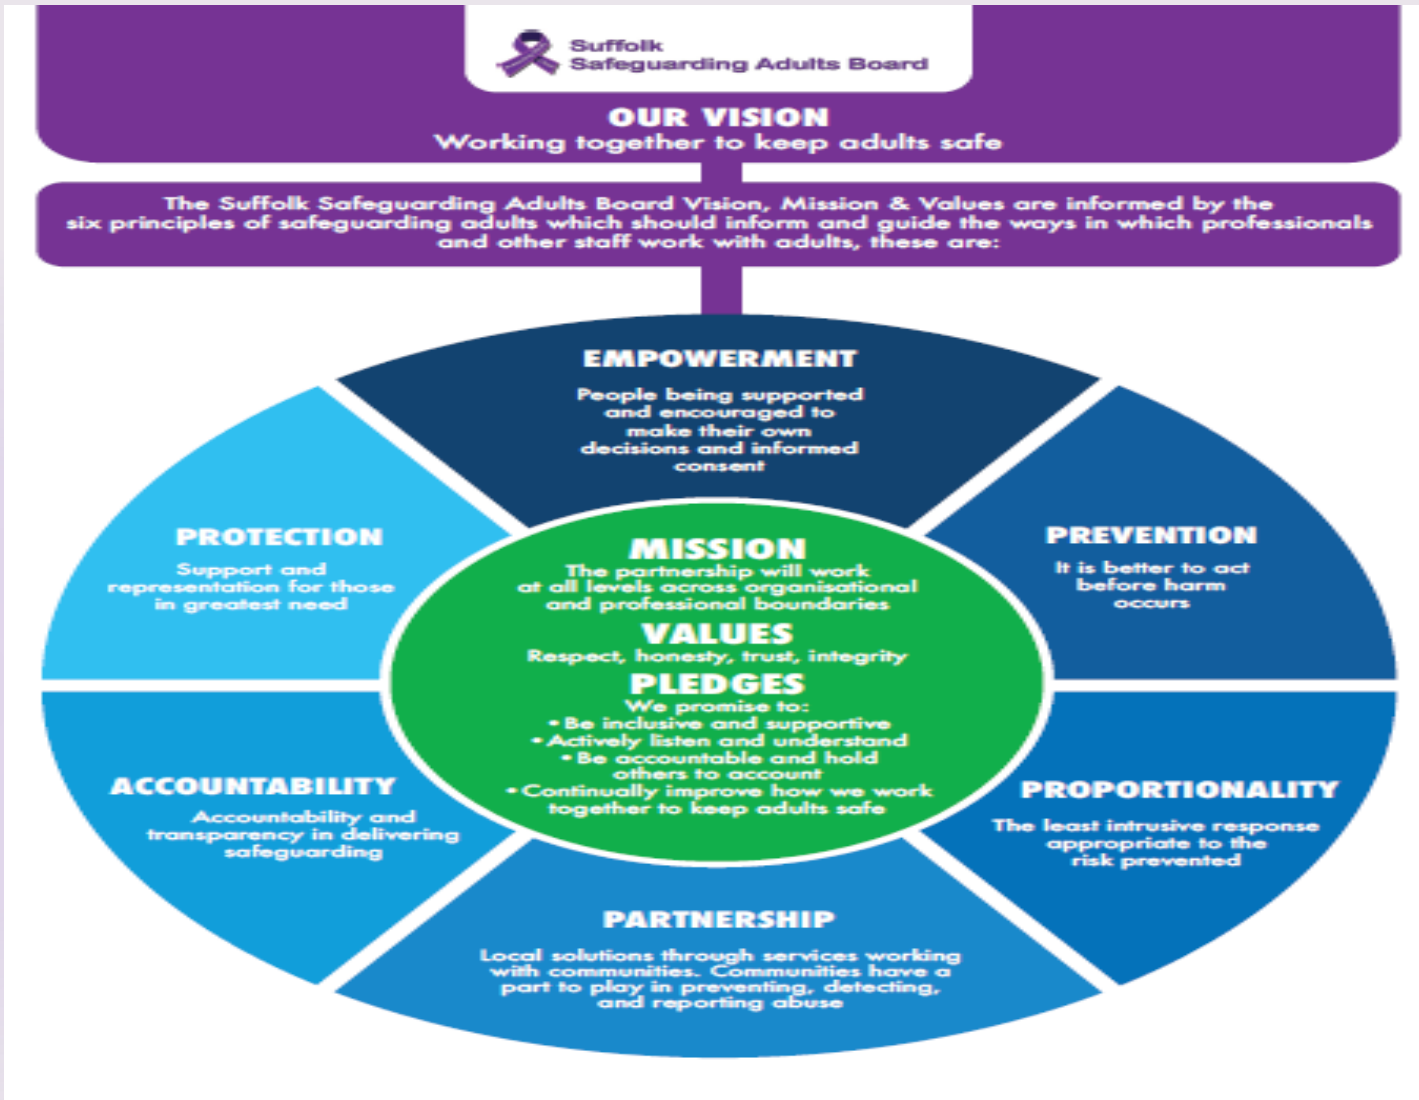 Suffolk
Safeguarding Adults Board
OUR VISION
Working together to keep adults safe
The Suffolk Safeguarding Adults Board Vision, Mission & Values are informed by the
six principles of safeguarding adults which should inform and guide the ways in which professionals
and other staff work with adults, these are:
EMPOWERMENT
People being supported
and encouraged to
make their own
decisions and informed
consent
PREVENTION
It is better to act
before harm
occurs
PROPORTIONALITY
The least intrusive response
appropriate to the
risk prevented
PARTNERSHIP
Local solutions through services working
with communities. Communities have a
part to play in preventing, detecting,
and reporting abuse
ACCOUNTABILITY
Accountability and
transparency in delivering
safeguarding
PROTECTION
Support and
representation for those
in greatest need
MISSION
The partnership will work
at all levels across organisational
and professional boundaries
VALUES
Respect, honesty, trust, integrity
PLEDGES
We promise to:
• Be inclusive and supportive
• Actively listen and understand
• Be accountable and hold
others to account
• Continually improve how we work
together to keep adults safe